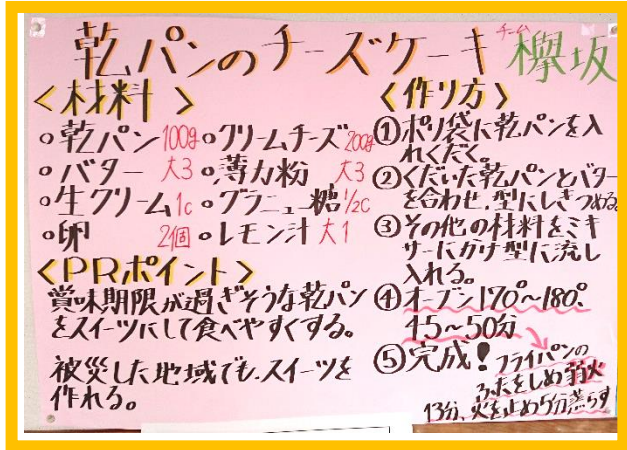 乾パンのチーズケーキ チーム 欅坂
<材料>
○乾パン 100g ○クリームチーズ 200g
○バター 大3 ○薄力粉 大3
○生クリーム 1c ○グラニュー糖 1/2c
○卵 2個 ○レモン汁 大1
<PRポイント>
賞味期限が過ぎそうな乾パン
をスイーツにして食べやすくする。
被災した地域でも、スイーツを
作れる。
<作り方>
①ポリ袋に乾パンを入
れくだく。
②くだいた乾パンとバター
を合わせ、型にしきつめる。
③その他の材料をミキ
サーにかけ型に流し
入れる。
④オーブン170°〜180°、
45〜50分
⑤完成!
フライパンの
ふたをしめ弱火
13分、火を止め5分蒸らす